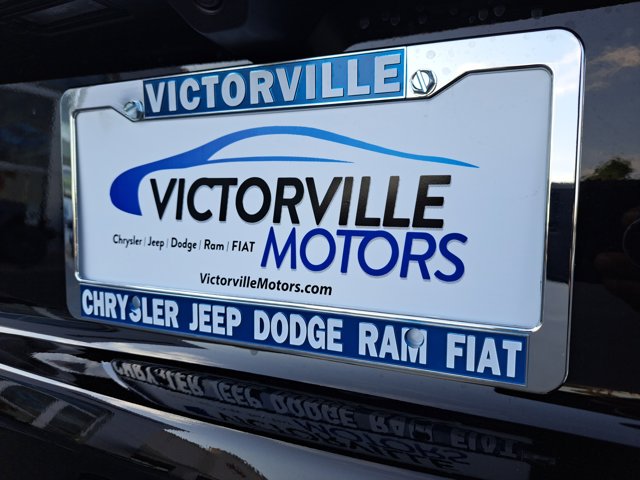 VICTORVILLE
VICTORVILLE
Chrysler / Jeep / Dodge / Ram / FIAT
MOTORS
VictorvilleMotors.com
CHRYSLER JEEP DODGE RAM FIAT